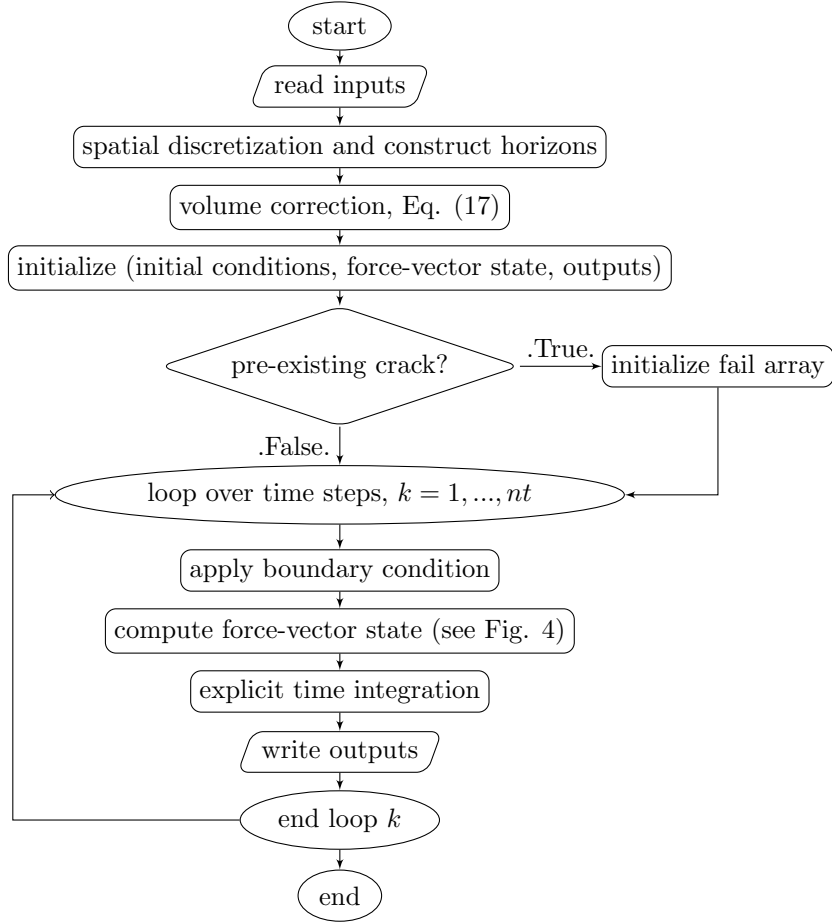 start
read inputs
spatial discretization and construct horizons
volume correction, Eq. (17)
initialize (initial conditions, force-vector state, outputs)
pre-existing crack?
.True.
initialize fail array
.False.
loop over time steps, k = 1, ..., nt
apply boundary condition
compute force-vector state (see Fig. 4)
explicit time integration
write outputs
end loop k
end